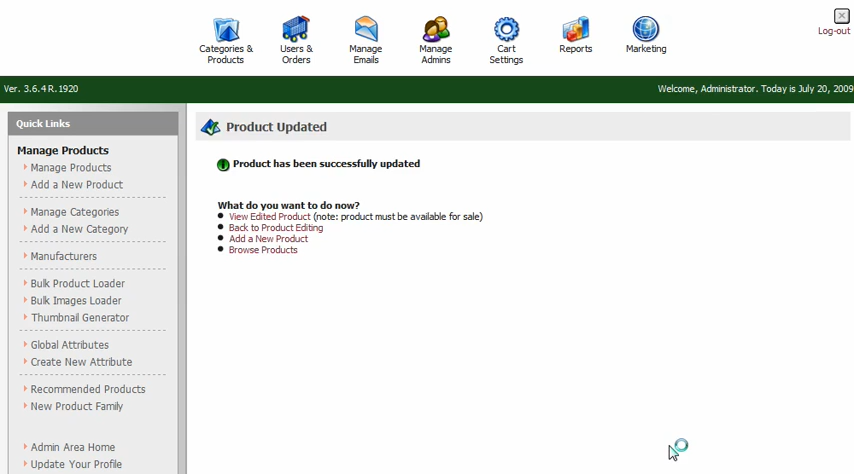 Categories & Products
Users & Orders
Manage Emails
Manage Admins
Cart Settings
Reports
Marketing
Log-out
Ver. 3.6.4 R.1920
Welcome, Administrator. Today is July 20, 2009
Quick Links
Manage Products
Manage Products
Add a New Product
Manage Categories
Add a New Category
Manufacturers
Bulk Product Loader
Bulk Images Loader
Thumbnail Generator
Global Attributes
Create New Attribute
Recommended Products
New Product Family
Admin Area Home
Update Your Profile
Product Updated
Product has been successfully updated
What do you want to do now?
View Edited Product (note: product must be available for sale)
Back to Product Editing
Add a New Product
Browse Products